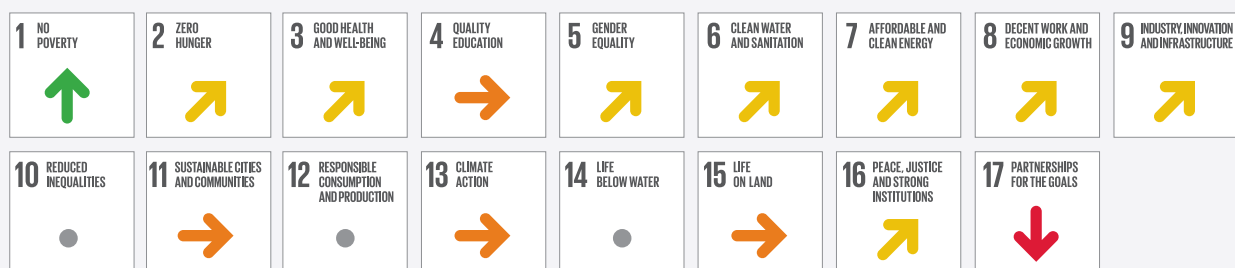 1 NO
POVERTY
2 ZERO
HUNGER
3 GOOD HEALTH
AND WELL-BEING
4 QUALITY
EDUCATION
5 GENDER
EQUALITY
6 CLEAN WATER
AND SANITATION
7 AFFORDABLE AND
CLEAN ENERGY
8 DECENT WORK AND
ECONOMIC GROWTH
9 INDUSTRY, INNOVATION
AND INFRASTRUCTURE
10 REDUCED
INEQUALITIES
11 SUSTAINABLE CITIES
AND COMMUNITIES
12 RESPONSIBLE
CONSUMPTION
AND PRODUCTION
13 CLIMATE
ACTION
14 LIFE
BELOW WATER
15 LIFE
ON LAND
16 PEACE, JUSTICE
AND STRONG
INSTITUTIONS
17 PARTNERSHIPS
FOR THE GOALS